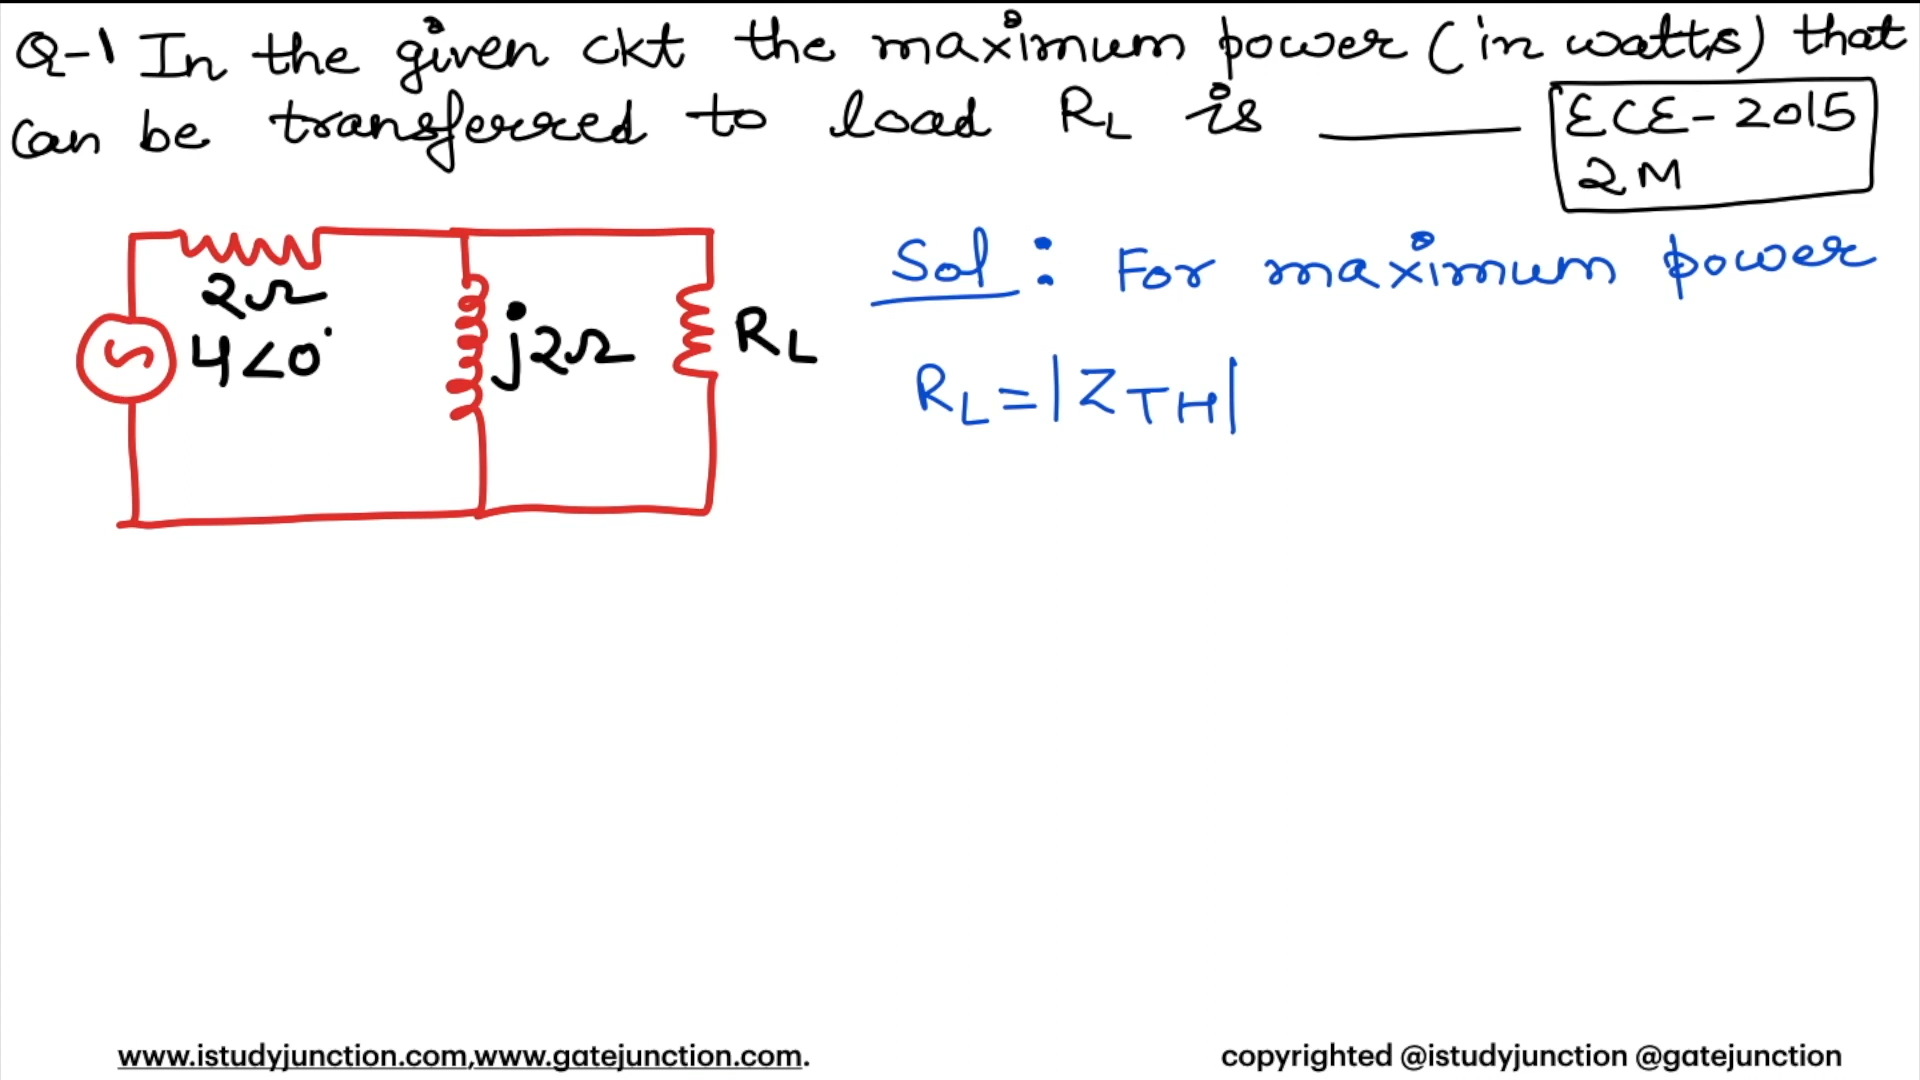 Q-1 In the given ckt the maximum power (in watts) that
can be transferred to load RL is ______
ECE-2015
2M
2Ω
4∠0°
j2Ω
RL
Sol : For maximum power
RL = |ZTH|
www.istudyjunction.com,www.gatejunction.com.
copyrighted @istudyjunction @gatejunction